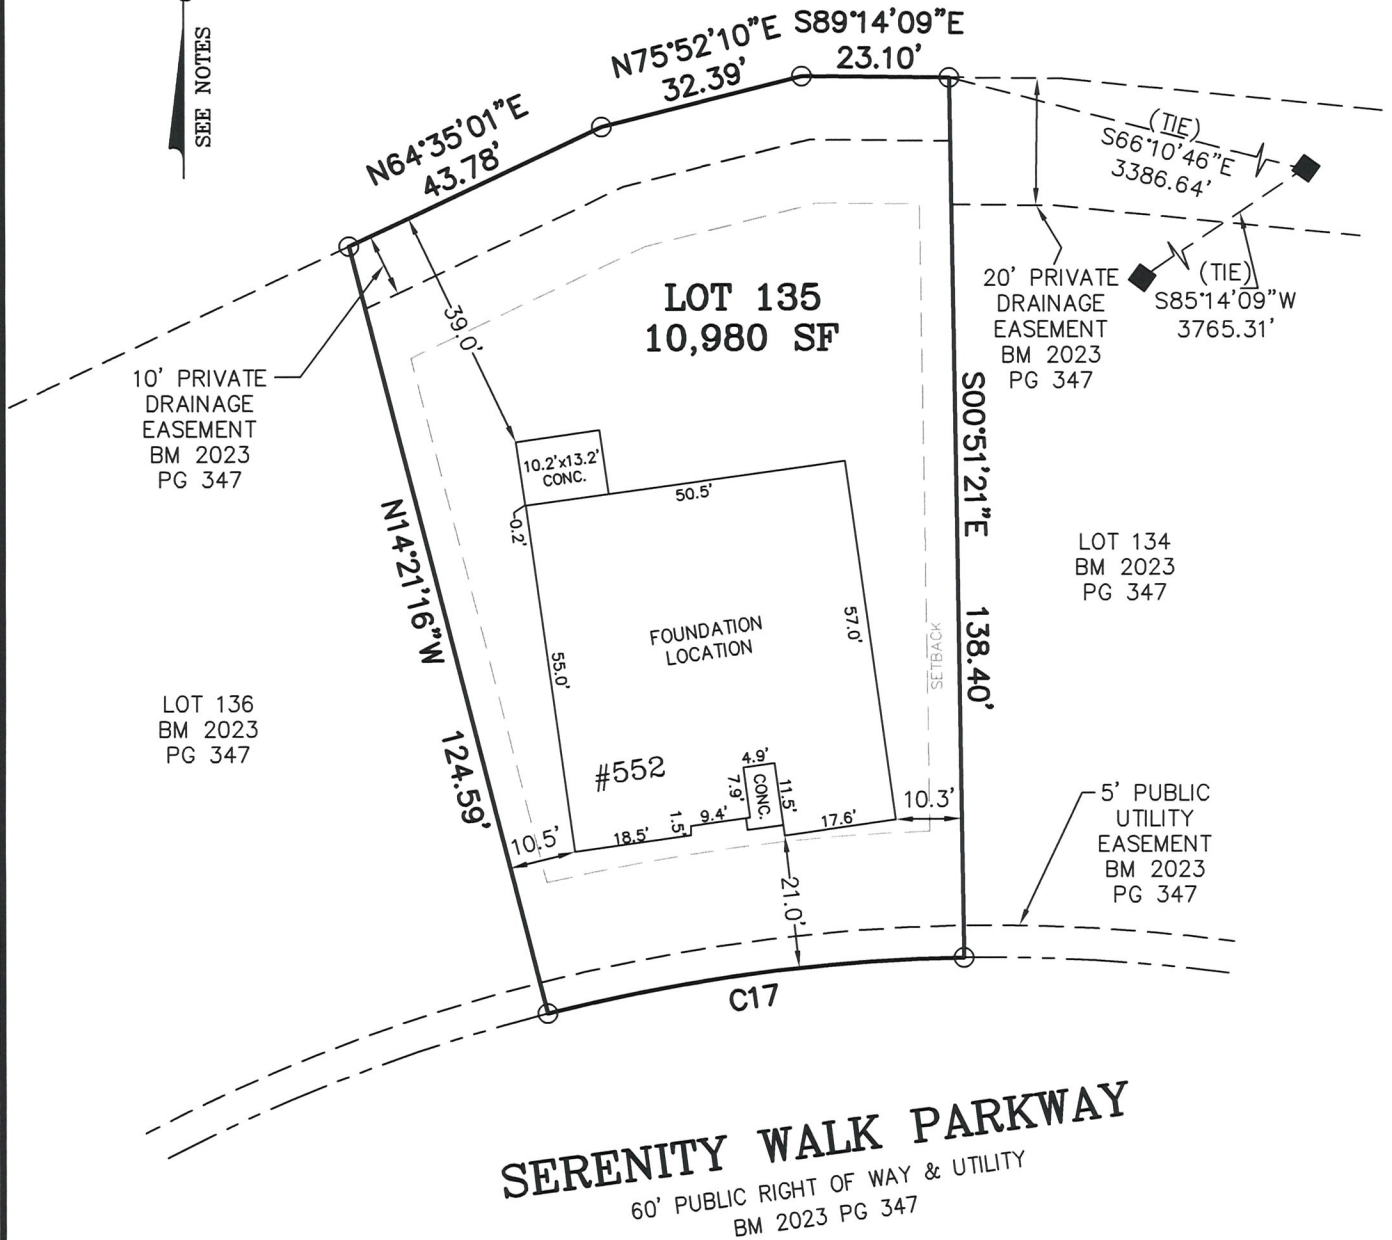 SEE NOTES
N64°35'01"E
43.78'
N75°52'10"E
32.39'
S89°14'09"E
23.10'
(TIE)
S66°10'46"E
3386.64'
(TIE)
S85°14'09"W
3765.31'
20' PRIVATE
DRAINAGE
EASEMENT
BM 2023
PG 347
LOT 135
10,980 SF
39.0'
10' PRIVATE
DRAINAGE
EASEMENT
BM 2023
PG 347
10.2'x13.2'
CONC.
50.5'
0.2'
S00°51'21"E 138.40'
N14°21'16"W 124.59'
LOT 134
BM 2023
PG 347
FOUNDATION
LOCATION
57.0'
55.0'
SETBACK
LOT 136
BM 2023
PG 347
#552
4.9'
7.9'
CONC.
11.5'
1.5'
9.4'
18.5'
17.6'
10.3'
10.5'
21.0'
5' PUBLIC
UTILITY
EASEMENT
BM 2023
PG 347
C17
SERENITY WALK PARKWAY
60' PUBLIC RIGHT OF WAY & UTILITY
BM 2023 PG 347